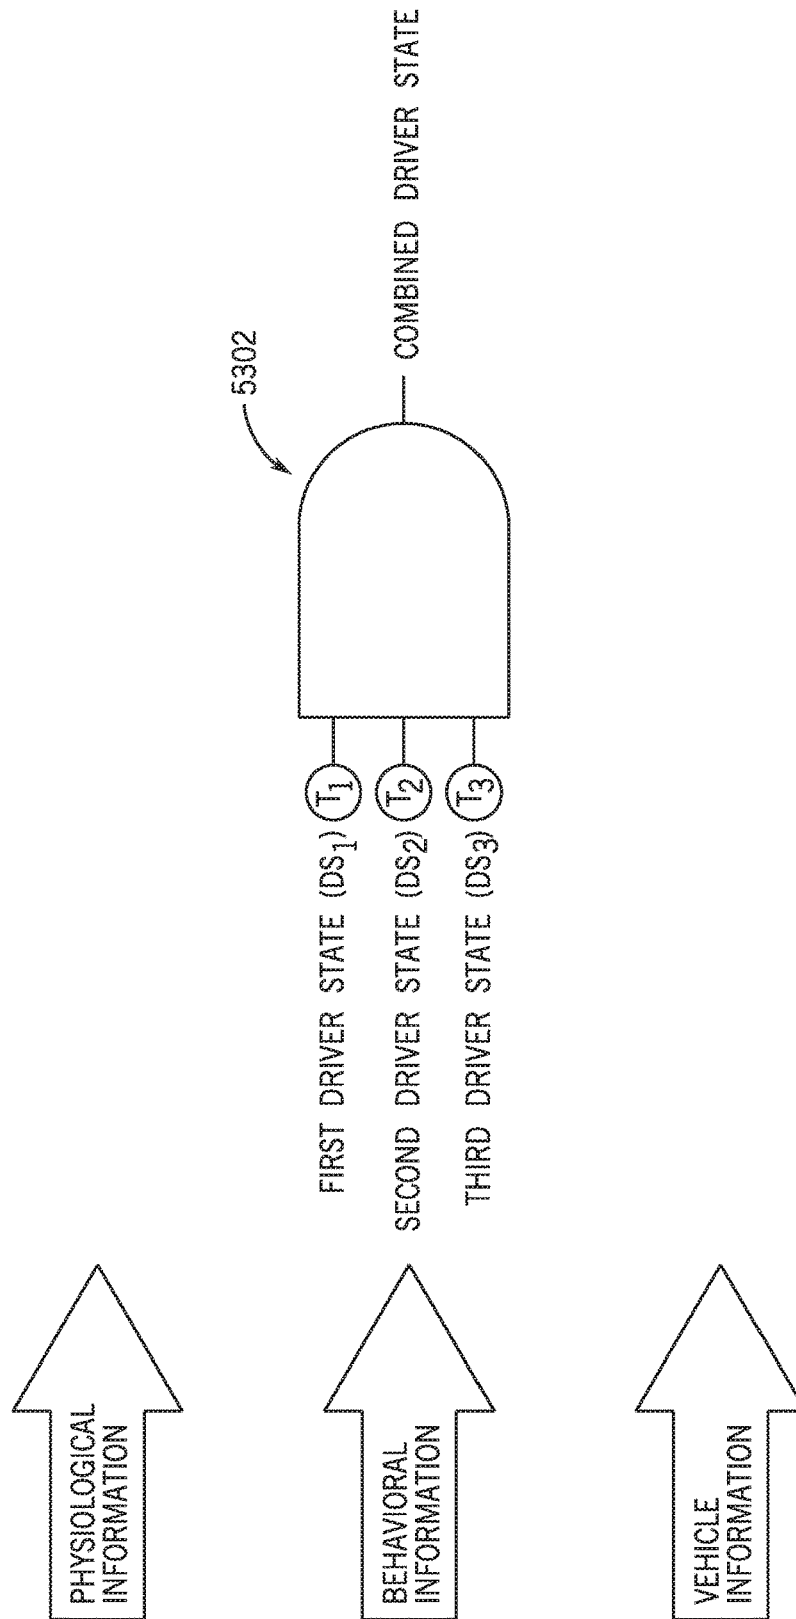 PHYSIOLOGICAL
INFORMATION
BEHAVIORAL
INFORMATION
VEHICLE
INFORMATION
FIRST DRIVER STATE (DS1) T1
SECOND DRIVER STATE (DS2) T2
THIRD DRIVER STATE (DS3) T3
5302
COMBINED DRIVER STATE